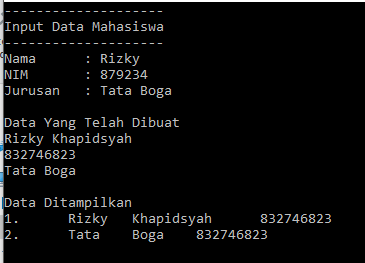 --------------------
Input Data Mahasiswa
--------------------
Nama : Rizky
NIM : 879234
Jurusan : Tata Boga
Data Yang Telah Dibuat
Rizky Khapidsyah
832746823
Tata Boga
Data Ditampilkan
1. Rizky Khapidsyah 832746823
2. Tata Boga 832746823